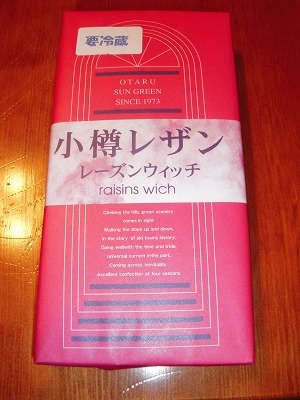 要冷蔵
OTARU
SUN GREEN
SINCE 1973
小樽レザン
レーズンウィッチ
raisins wich
Climbing the hills, green scenery
comes in sight
Walking the slope up and down,
in the story of old towns history.
Going wellwith the time and tride,
universal current in the port.
Coming across inevitably,
excellent confection at four seasons.